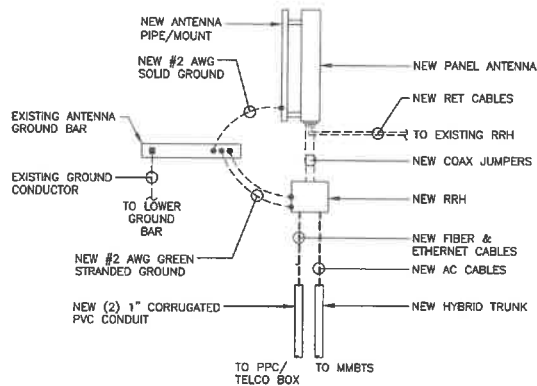 NEW ANTENNA
PIPE/MOUNT
NEW #2 AWG
SOLID GROUND
NEW PANEL ANTENNA
NEW RET CABLES
EXISTING ANTENNA
GROUND BAR
TO EXISTING RRH
NEW COAX JUMPERS
EXISTING GROUND
CONDUCTOR
NEW RRH
TO LOWER
GROUND
BAR
NEW FIBER &
ETHERNET CABLES
NEW #2 AWG GREEN
STRANDED GROUND
NEW AC CABLES
NEW (2) 1" CORRUGATED
PVC CONDUIT
NEW HYBRID TRUNK
TO PPC/
TELCO BOX
TO MMBTS